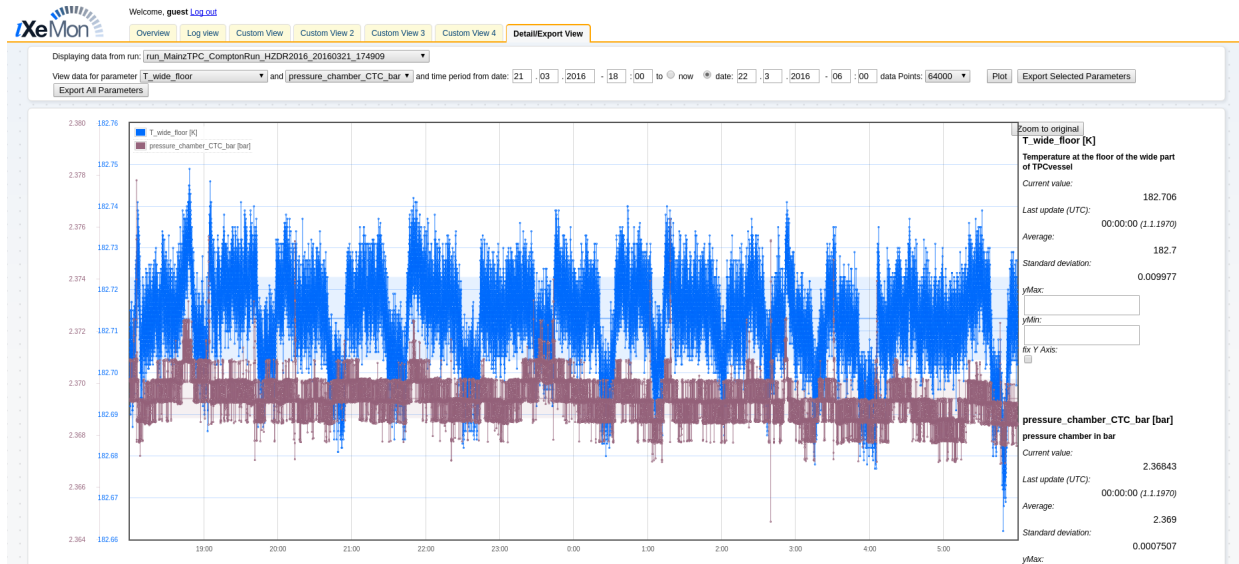 iXeMon
Welcome, guest Log out
Overview Log view Custom View Custom View 2 Custom View 3 Custom View 4 Detail/Export View
Displaying data from run: run_MainzTPC_ComptonRun_HZDR2016_20160321_174909
View data for parameter T_wide_floor and pressure_chamber_CTC_bar and time period from date: 21 . 03 . 2016 - 18 : 00 to now date: 22 . 3 . 2016 - 06 : 00 data Points: 64000 Plot Export Selected Parameters
Export All Parameters
2.380 182.76
T_wide_floor [K]
pressure_chamber_CTC_bar [bar]
182.75
2.378
182.74
2.376
182.73
2.374
182.72
2.372
182.71
2.370
182.70
182.69
2.368
182.68
2.366
182.67
2.364 182.66
19:00 20:00 21:00 22:00 23:00 0:00 1:00 2:00 3:00 4:00 5:00
Zoom to original
T_wide_floor [K]
Temperature at the floor of the wide part
of TPCvessel
Current value:
182.706
Last update (UTC):
00:00:00 (1.1.1970)
Average:
182.7
Standard deviation:
0.009977
yMax:
yMin:
fix Y Axis:
pressure_chamber_CTC_bar [bar]
pressure chamber in bar
Current value:
2.36843
Last update (UTC):
00:00:00 (1.1.1970)
Average:
2.369
Standard deviation:
0.0007507
yMax: